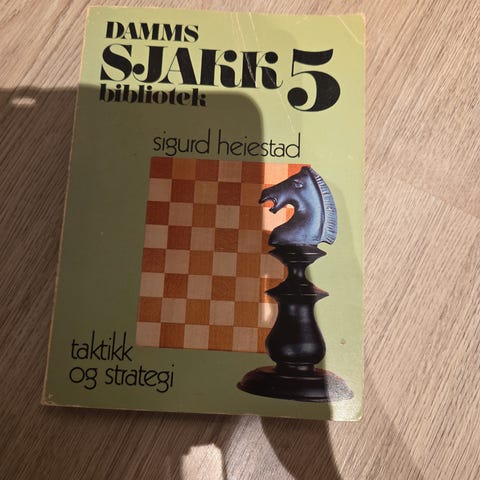 DAMMS
SJAKK 5
bibliotek
sigurd heiestad
taktikk
og strategi